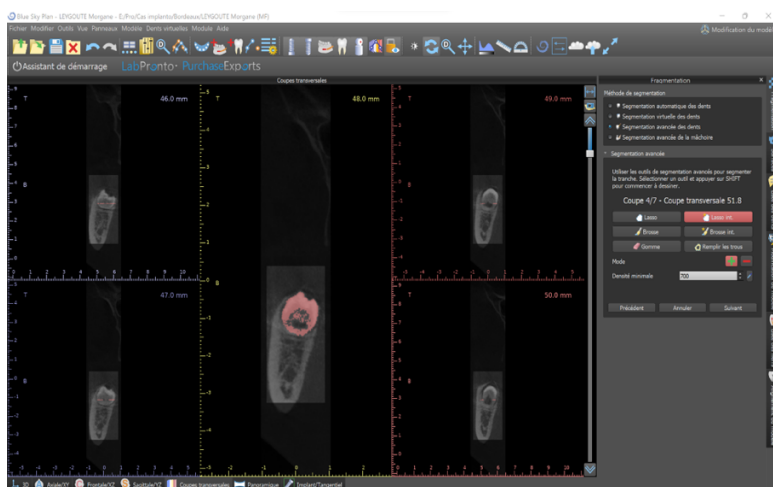 Blue Sky Plan - LEYGOUTE Morgane - E:/Pro/Cas implanto/Bordeaux/LEYGOUTE Morgane (MP)
Fichier Modifier Outils Vue Panneaux Modèle Dents virtuelles Module Aide
Modification du modè
Assistant de démarrage LabPronto PurchaseExports
Coupes transversales
Fragmentation
T 46.0 mm
T 48.0 mm
T 49.0 mm
B
B
B
T 47.0 mm
T 50.0 mm
B
B
Méthode de segmentation
Segmentation automatique des dents
Segmentation virtuelle des dents
Segmentation avancée des dents
Segmentation avancée de la mâchoire
Segmentation avancée
Utiliser les outils de segmentation avancés pour segmenter
la tranche. Sélectionner un outil et appuyer sur SHIFT
pour commencer à dessiner.
Coupe 4/7 - Coupe transversale 51.8
Lasso Lasso int.
Brosse Brosse int.
Gomme Remplir les trous
Mode
Densité minimale 700
Précédent Annuler Suivant
3D Axiale/XY Frontale/XZ Sagittale/YZ Coupes transversales Panoramique Implant/Tangentiel